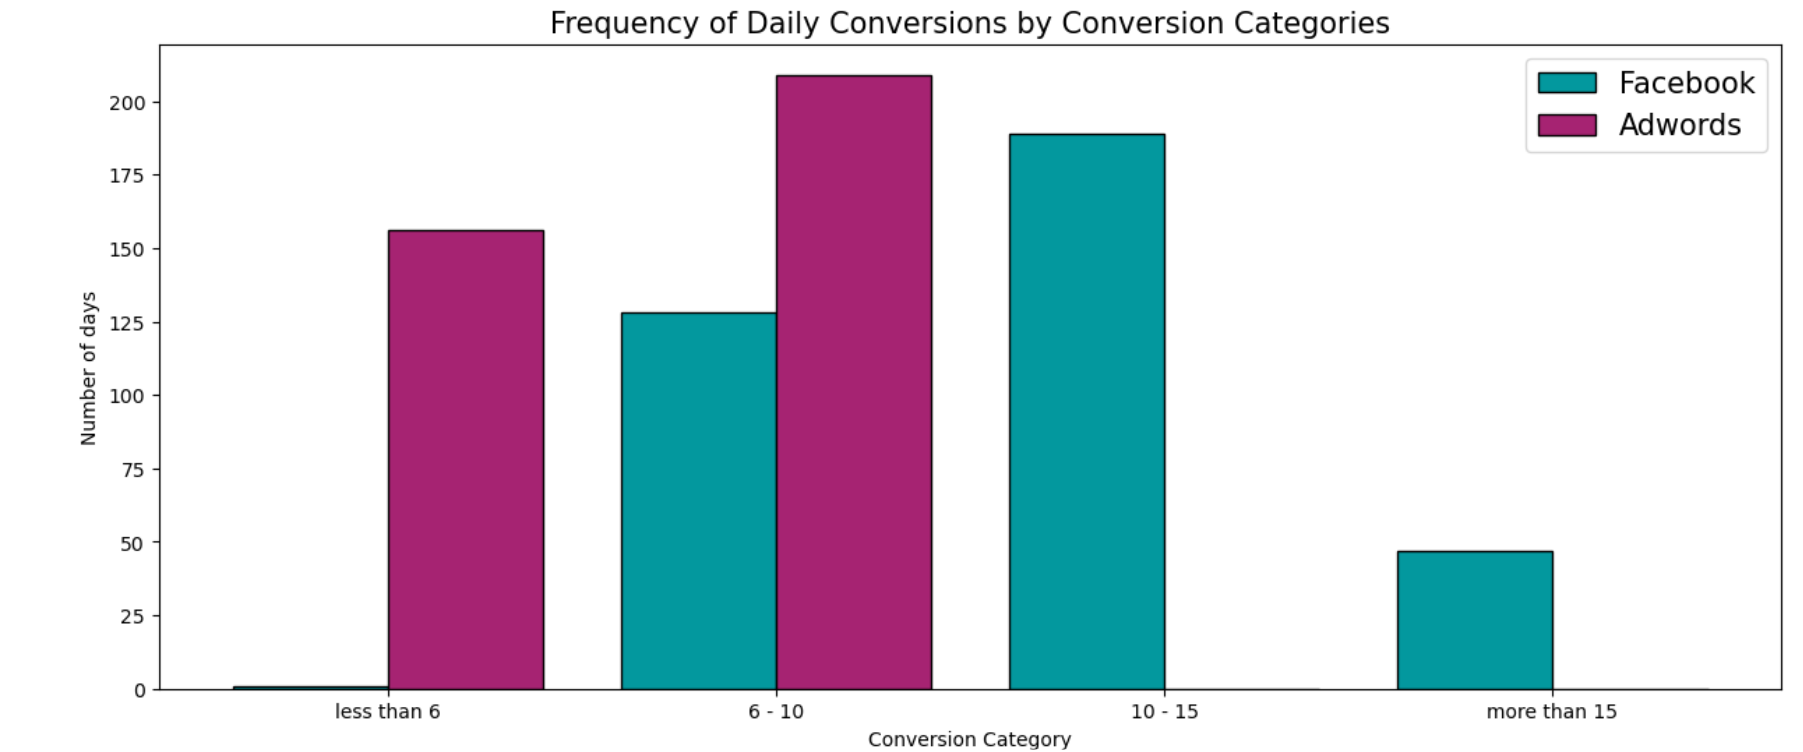 Frequency of Daily Conversions by Conversion Categories
Facebook
Adwords
Number of days
200
175
150
125
100
75
50
25
0
less than 6
6 - 10
10 - 15
more than 15
Conversion Category